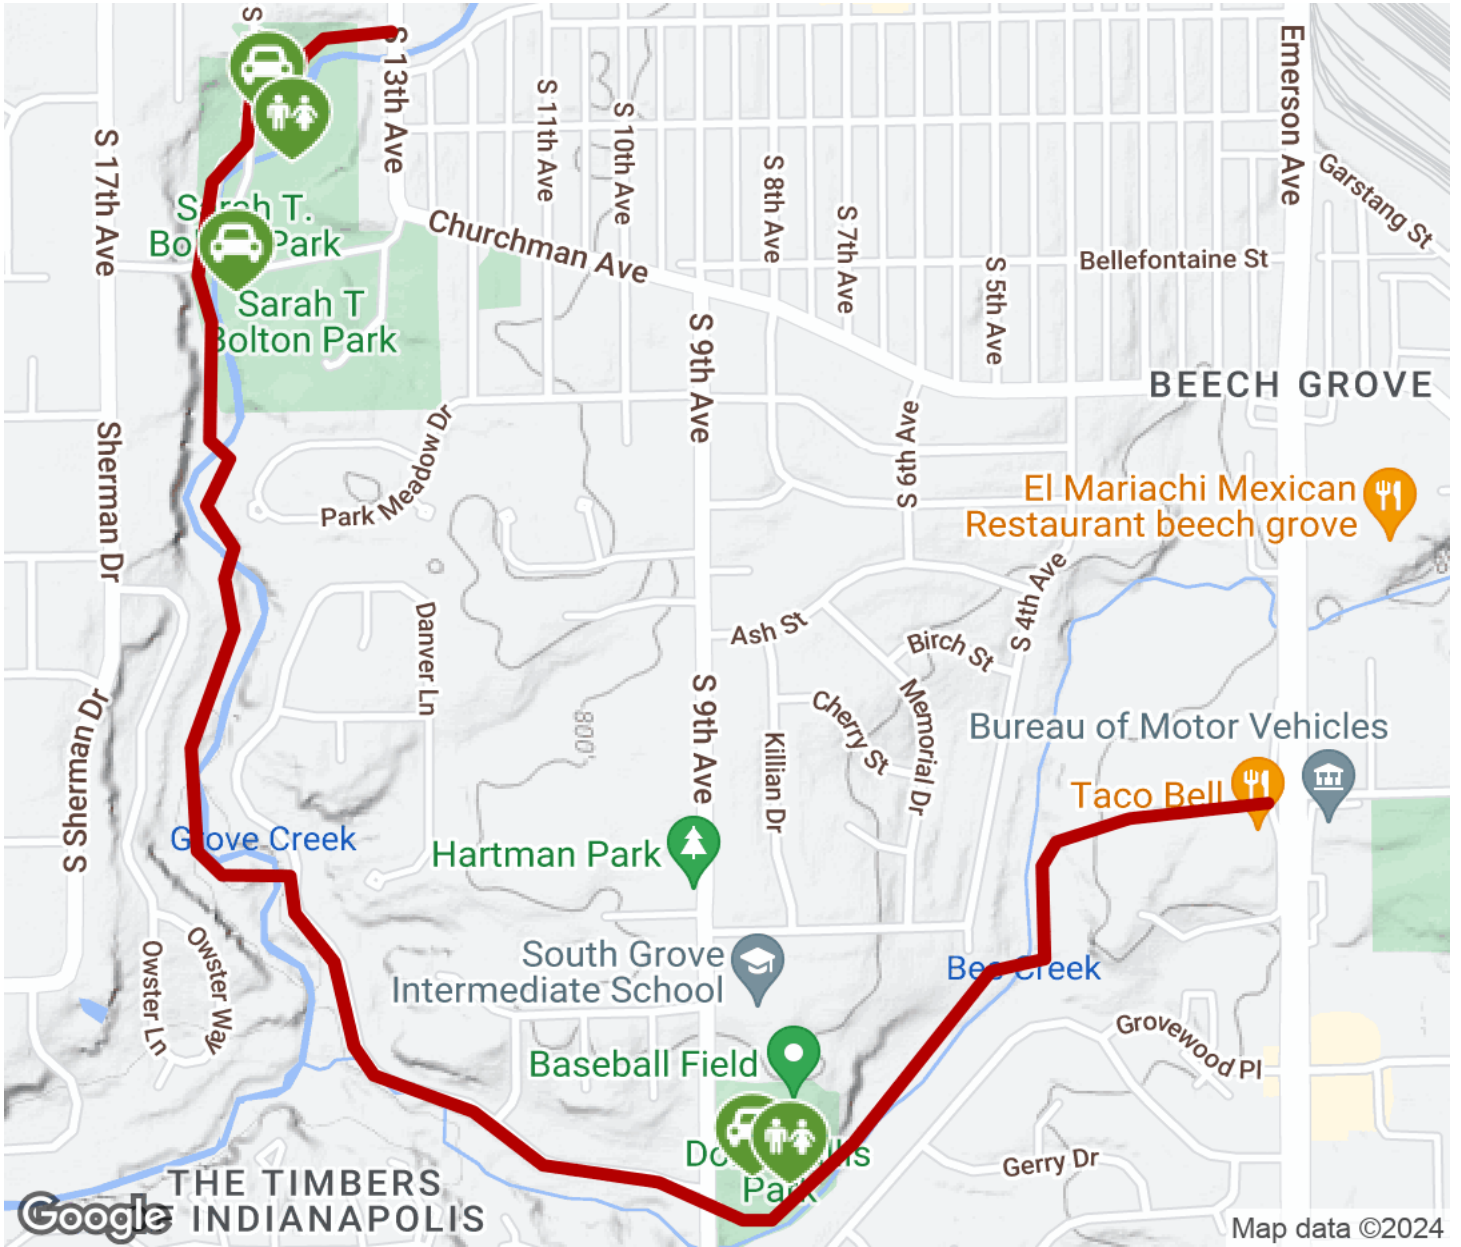 S
S 13th Ave
S 17th Ave
S 11th Ave
S 10th Ave
S 8th Ave
S 7th Ave
S 5th Ave
Emerson Ave
Garstang St
Sarah T.
Bolton Park
Churchman Ave
Bellefontaine St
Sarah T
Bolton Park
S 9th Ave
BEECH GROVE
Sherman Dr
Park Meadow Dr
S 6th Ave
El Mariachi Mexican
Restaurant beech grove
S 4th Ave
Danver Ln
Ash St
Birch St
S Sherman Dr
800'
S 9th Ave
Killian Dr
Cherry St
Memorial Dr
Bureau of Motor Vehicles
Taco Bell
Grove Creek
Hartman Park
Owster Ln
Owster Way
South Grove
Intermediate School
Bee Creek
Grovewood Pl
Baseball Field
Park
Gerry Dr
THE TIMBERS
OF INDIANAPOLIS
Google
Map data ©2024